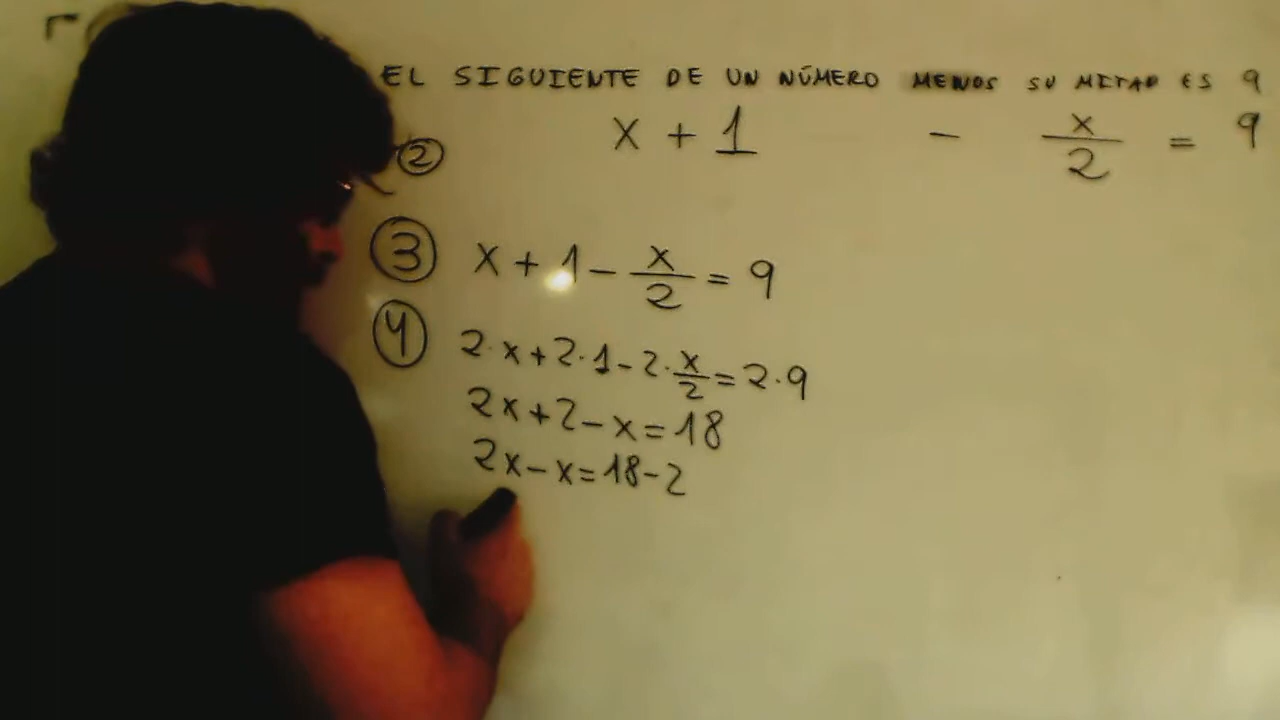 EL SIGUIENTE DE UN NÚMERO MENOS SU MITAD ES 9
② x + 1 - x/2 = 9
③ x + 1 - x/2 = 9
④ 2·x+2·1-2·x/2=2·9
2x+2-x=18
2x-x=18-2